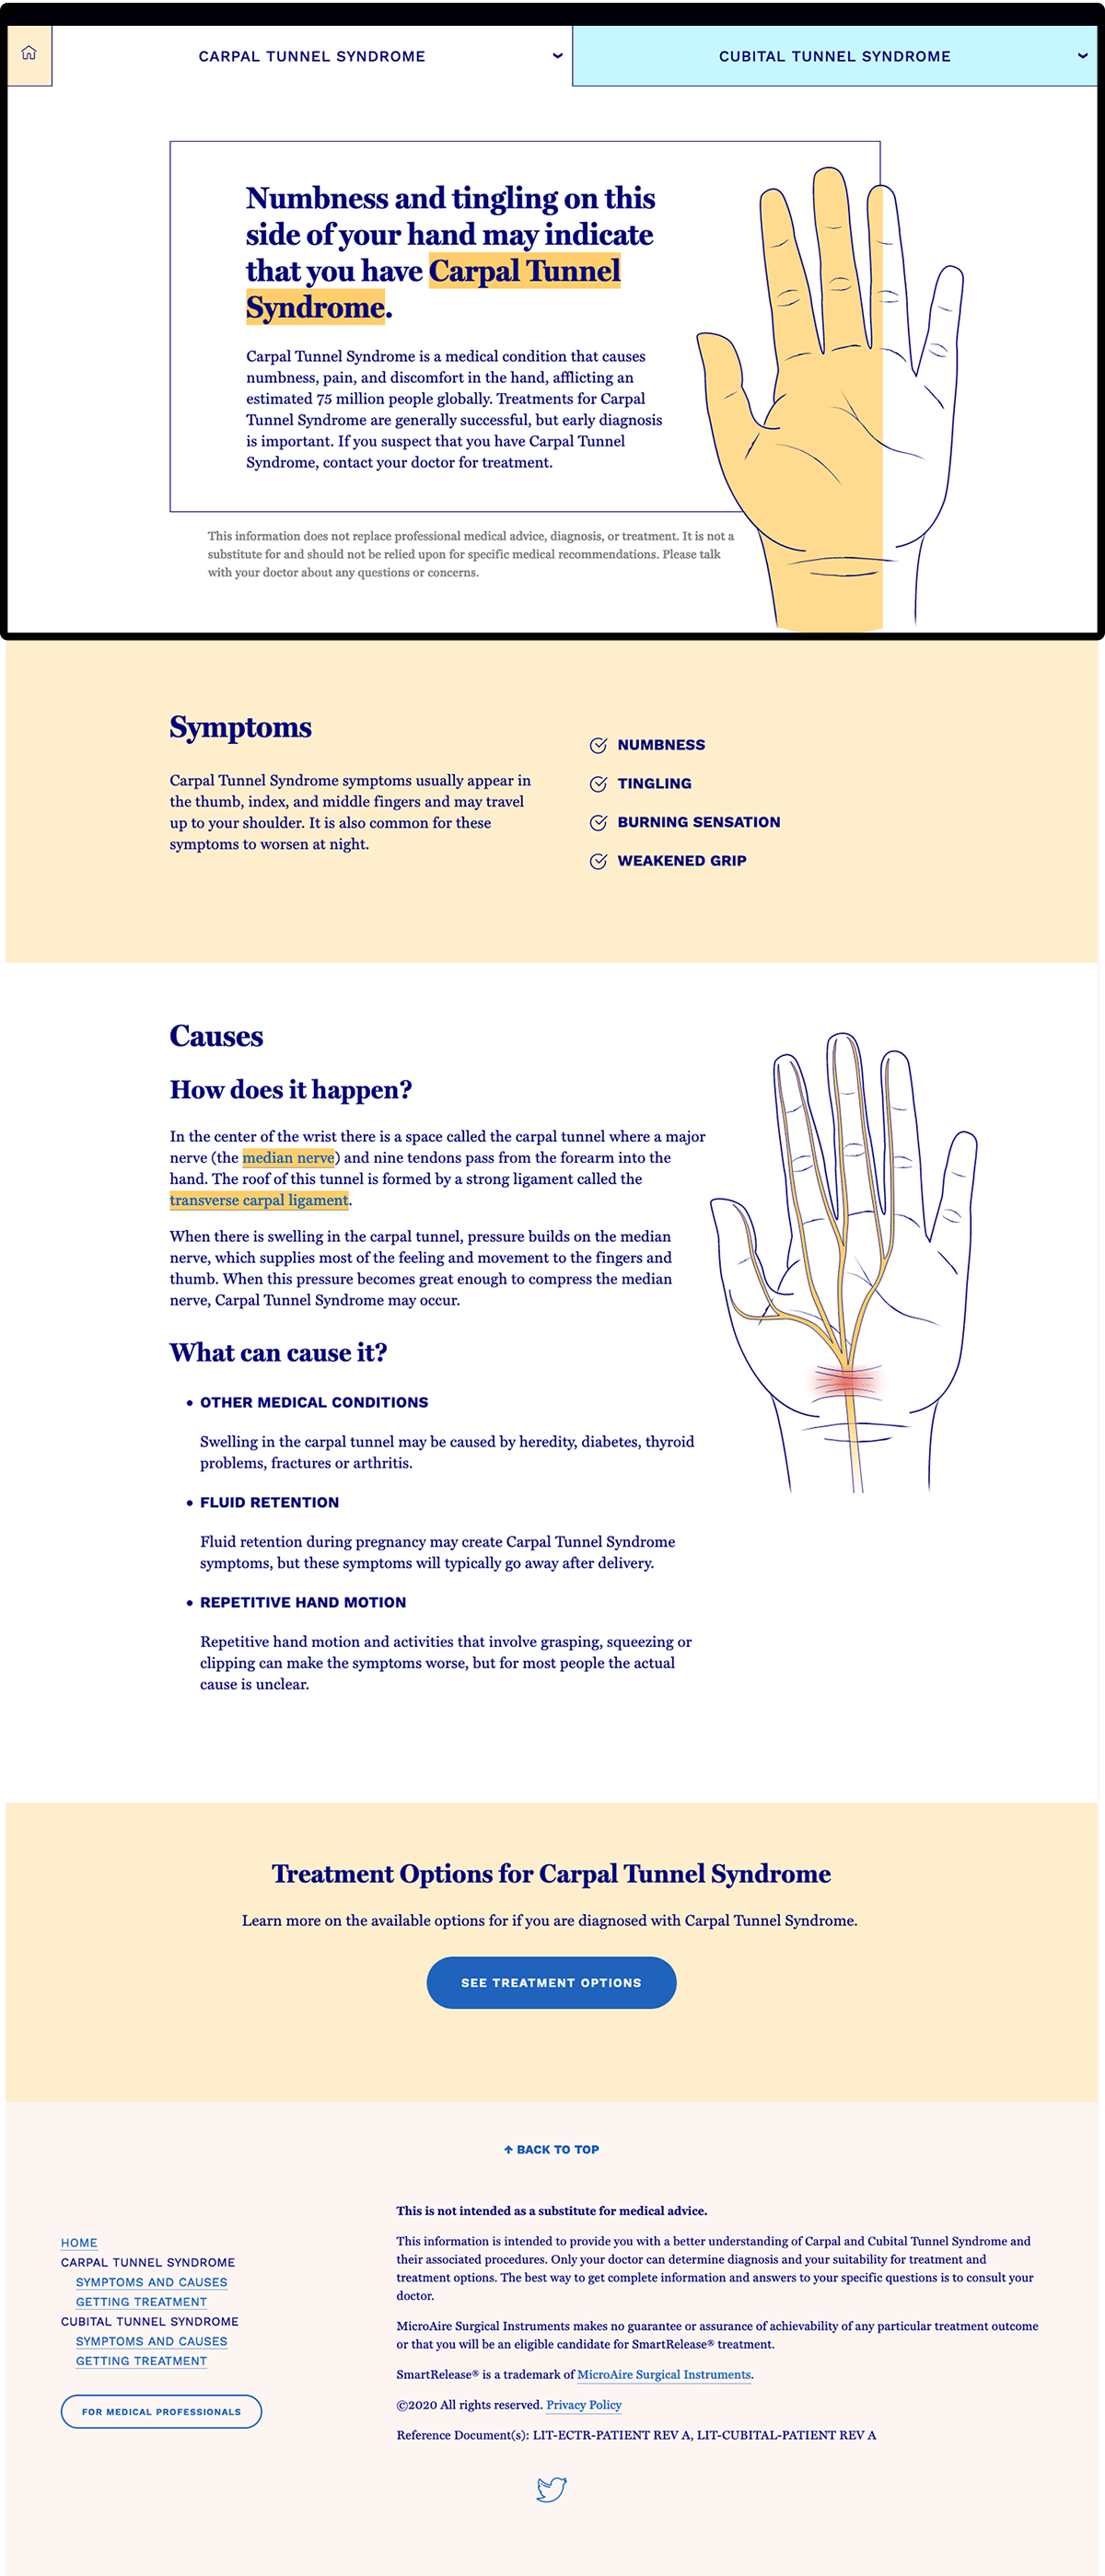 CARPAL TUNNEL SYNDROME
CUBITAL TUNNEL SYNDROME
Numbness and tingling on this
side of your hand may indicate
that you have Carpal Tunnel
Syndrome.
Carpal Tunnel Syndrome is a medical condition that causes
numbness, pain, and discomfort in the hand, afflicting an
estimated 75 million people globally. Treatments for Carpal
Tunnel Syndrome are generally successful, but early diagnosis
is important. If you suspect that you have Carpal Tunnel
Syndrome, contact your doctor for treatment.
This information does not replace professional medical advice, diagnosis, or treatment. It is not a
substitute for and should not be relied upon for specific medical recommendations. Please talk
with your doctor about any questions or concerns.
Symptoms
Carpal Tunnel Syndrome symptoms usually appear in
the thumb, index, and middle fingers and may travel
up to your shoulder. It is also common for these
symptoms to worsen at night.
NUMBNESS
TINGLING
BURNING SENSATION
WEAKENED GRIP
Causes
How does it happen?
In the center of the wrist there is a space called the carpal tunnel where a major
nerve (the median nerve) and nine tendons pass from the forearm into the
hand. The roof of this tunnel is formed by a strong ligament called the
transverse carpal ligament.
When there is swelling in the carpal tunnel, pressure builds on the median
nerve, which supplies most of the feeling and movement to the fingers and
thumb. When this pressure becomes great enough to compress the median
nerve, Carpal Tunnel Syndrome may occur.
What can cause it?
• OTHER MEDICAL CONDITIONS
Swelling in the carpal tunnel may be caused by heredity, diabetes, thyroid
problems, fractures or arthritis.
• FLUID RETENTION
Fluid retention during pregnancy may create Carpal Tunnel Syndrome
symptoms, but these symptoms will typically go away after delivery.
• REPETITIVE HAND MOTION
Repetitive hand motion and activities that involve grasping, squeezing or
clipping can make the symptoms worse, but for most people the actual
cause is unclear.
Treatment Options for Carpal Tunnel Syndrome
Learn more on the available options for if you are diagnosed with Carpal Tunnel Syndrome.
SEE TREATMENT OPTIONS
↑ BACK TO TOP
HOME
CARPAL TUNNEL SYNDROME
SYMPTOMS AND CAUSES
GETTING TREATMENT
CUBITAL TUNNEL SYNDROME
SYMPTOMS AND CAUSES
GETTING TREATMENT
FOR MEDICAL PROFESSIONALS
This is not intended as a substitute for medical advice.
This information is intended to provide you with a better understanding of Carpal and Cubital Tunnel Syndrome and
their associated procedures. Only your doctor can determine diagnosis and your suitability for treatment and
treatment options. The best way to get complete information and answers to your specific questions is to consult your
doctor.
MicroAire Surgical Instruments makes no guarantee or assurance of achievability of any particular treatment outcome
or that you will be an eligible candidate for SmartRelease® treatment.
SmartRelease® is a trademark of MicroAire Surgical Instruments.
©2020 All rights reserved. Privacy Policy
Reference Document(s): LIT-ECTR-PATIENT REV A, LIT-CUBITAL-PATIENT REV A